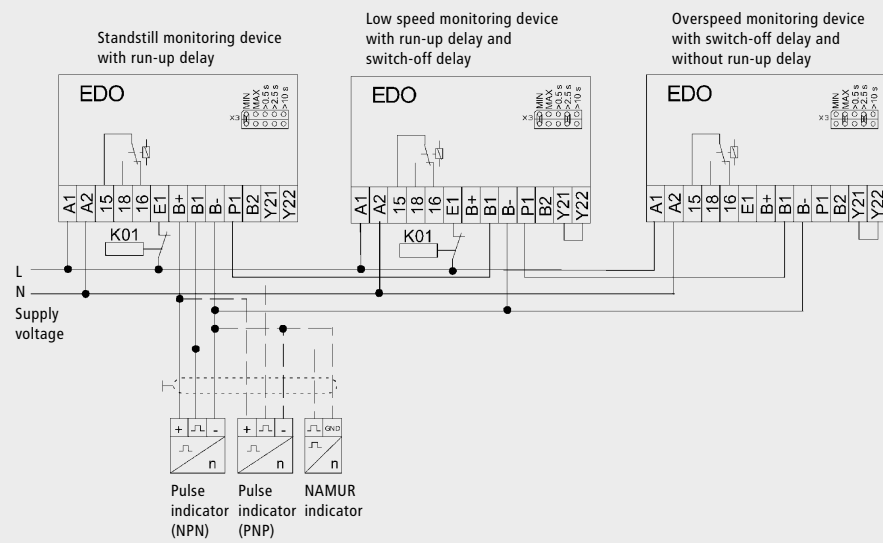 Standstill monitoring device
with run-up delay
Low speed monitoring device
with run-up delay and
switch-off delay
Overspeed monitoring device
with switch-off delay and
without run-up delay
EDO
X3
MIN
MAX
>0.5 s
>2.5 s
>10 s
A1 A2 15 18 16 E1 B+ B1 B- P1 B2 Y21 Y22
K01
EDO
X3
MIN
MAX
>0.5 s
>2.5 s
>10 s
A1 A2 15 18 16 E1 B+ B1 B- P1 B2 Y21 Y22
K01
EDO
X3
MIN
MAX
>0.5 s
>2.5 s
>10 s
A1 A2 15 18 16 E1 B+ B1 B- P1 B2 Y21 Y22
L
N
Supply
voltage
+ -
n
+ -
n
GND
n
Pulse
indicator
(NPN)
Pulse
indicator
(PNP)
NAMUR
indicator